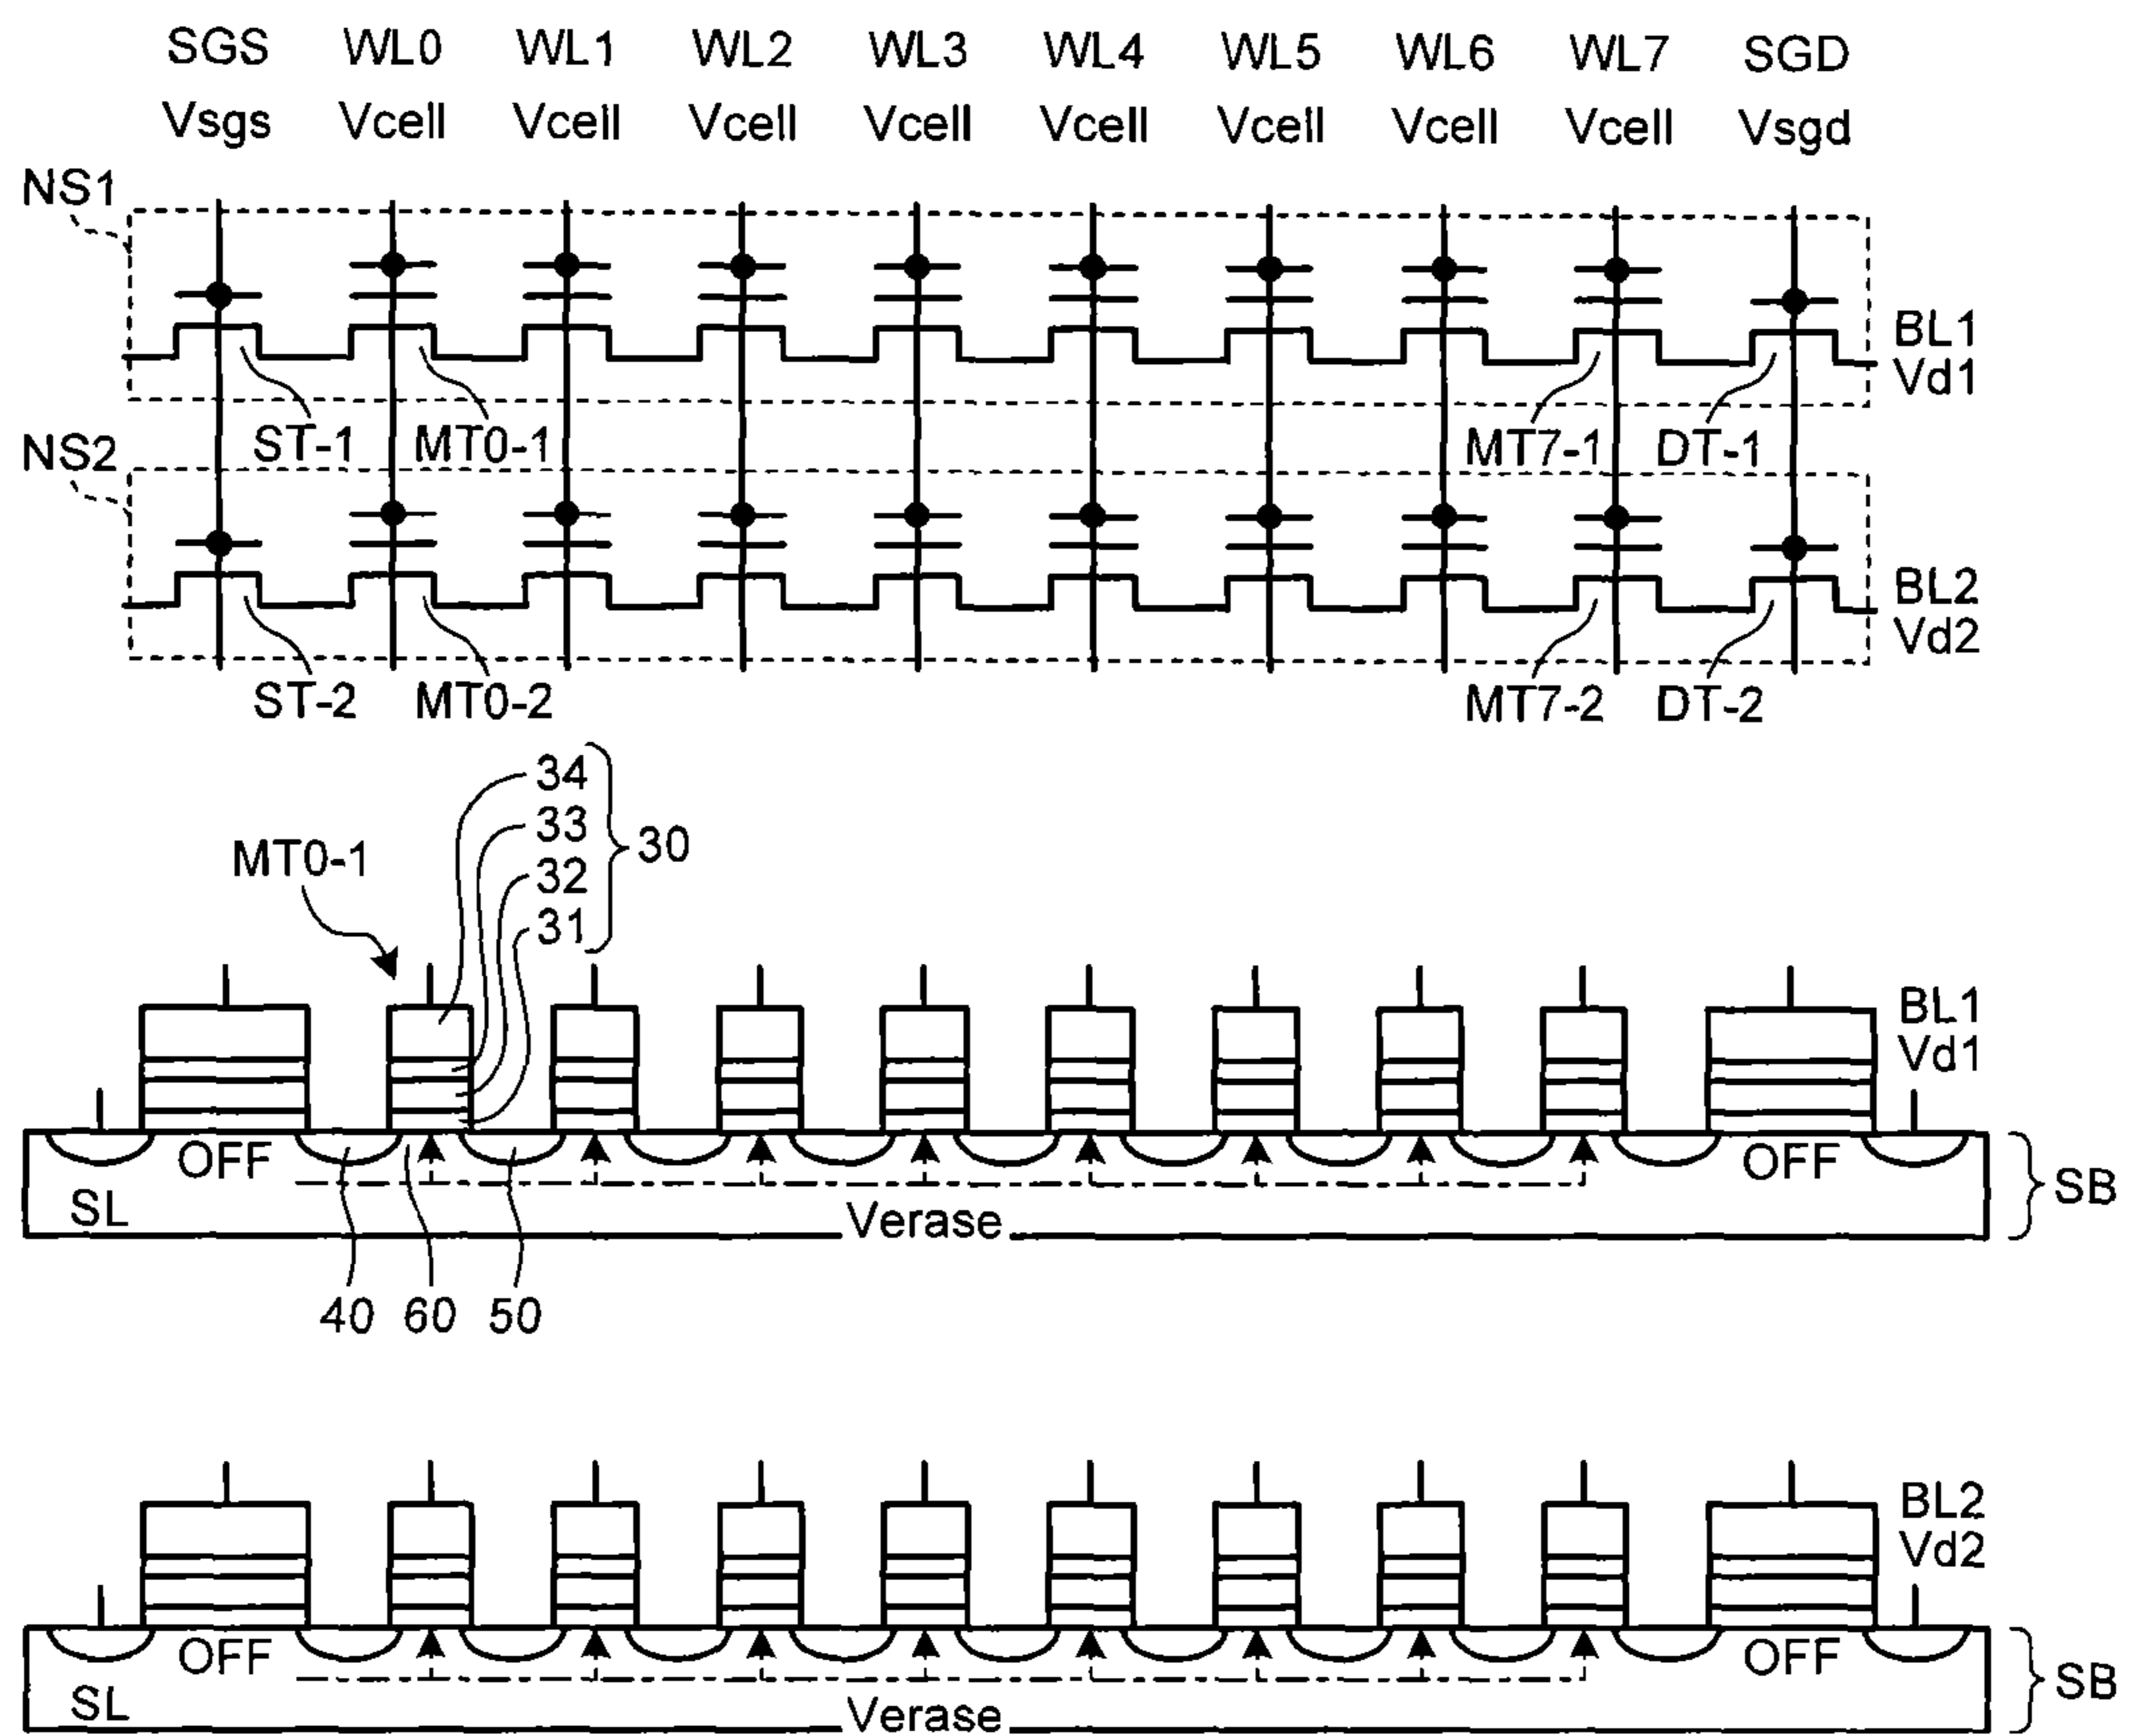 SGS WL0 WL1 WL2 WL3 WL4 WL5 WL6 WL7 SGD
Vsgs Vcell Vcell Vcell Vcell Vcell Vcell Vcell Vcell Vsgd
NS1
BL1
Vd1
ST-1 MT0-1 MT7-1 DT-1
NS2
BL2
Vd2
ST-2 MT0-2 MT7-2 DT-2
34
33
32
31
30
MT0-1
BL1
Vd1
OFF OFF
SL Verase SB
40 60 50
BL2
Vd2
OFF OFF
SL Verase SB